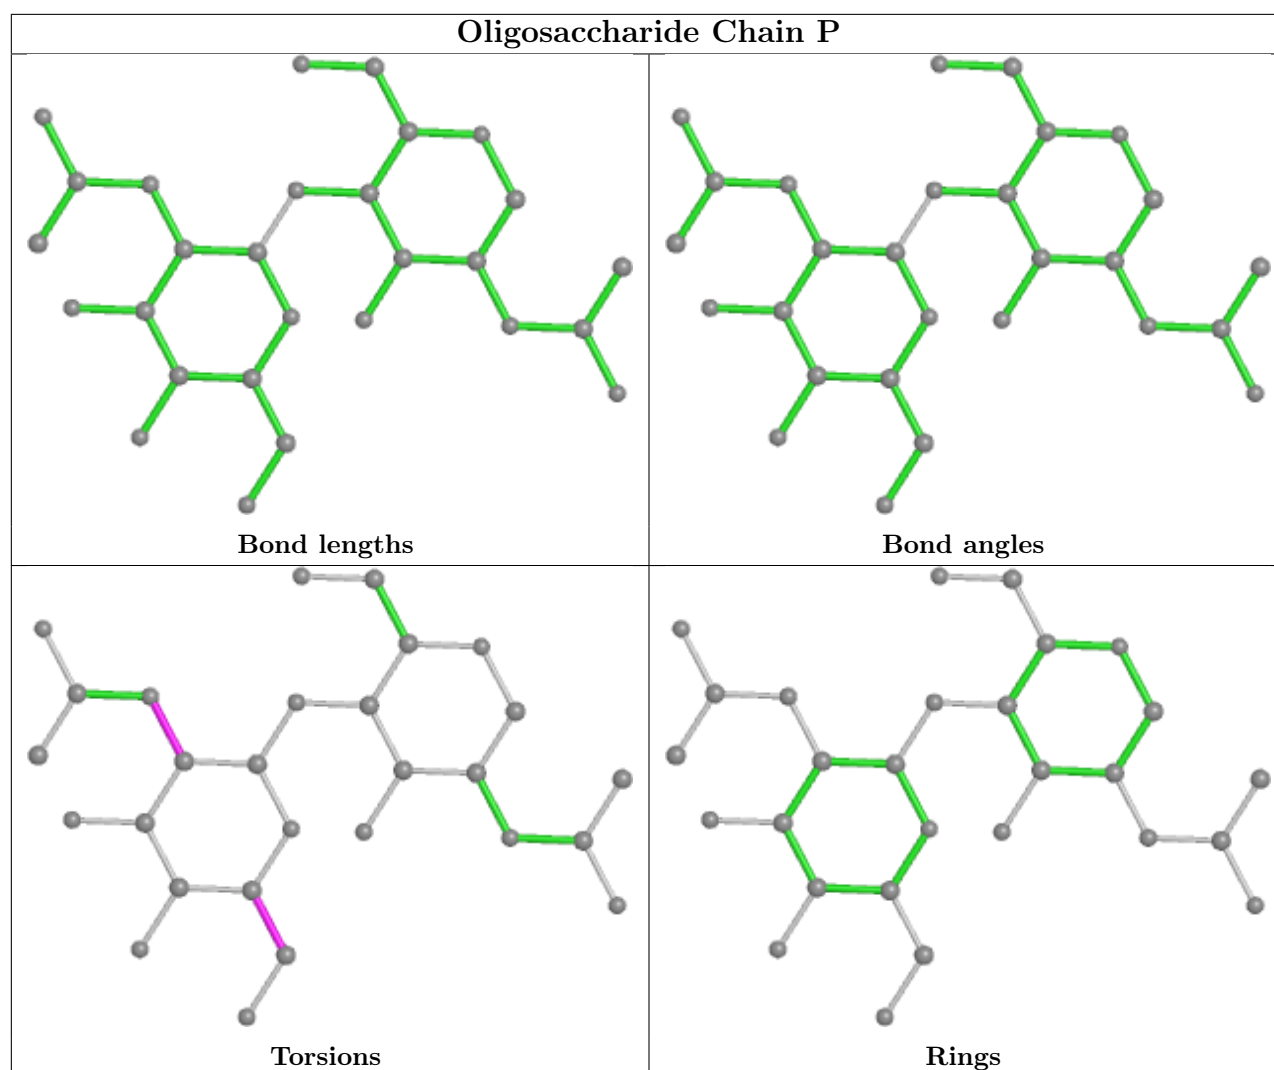 Oligosaccharide Chain P
Bond lengths
Bond angles
Torsions
Rings